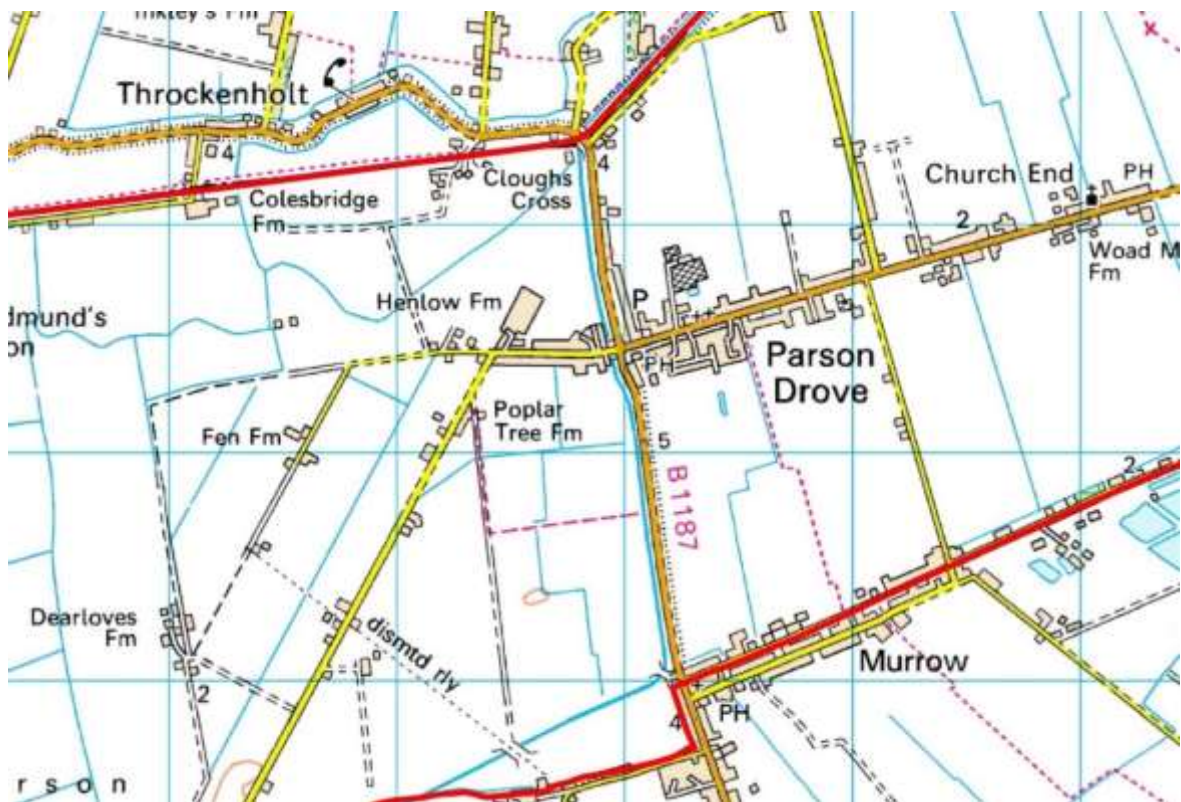 Throckenholt
4
Colesbridge
Fm
Cloughs
Cross
4
Church End
PH
2
Woad M
Fm
dmund's
on
Henlow Fm
P
PH
Parson
Drove
Fen Fm
Poplar
Tree Fm
5
B1187
2
Dearloves
Fm
2
dismtd rly
Murrow
4
PH
r s o n